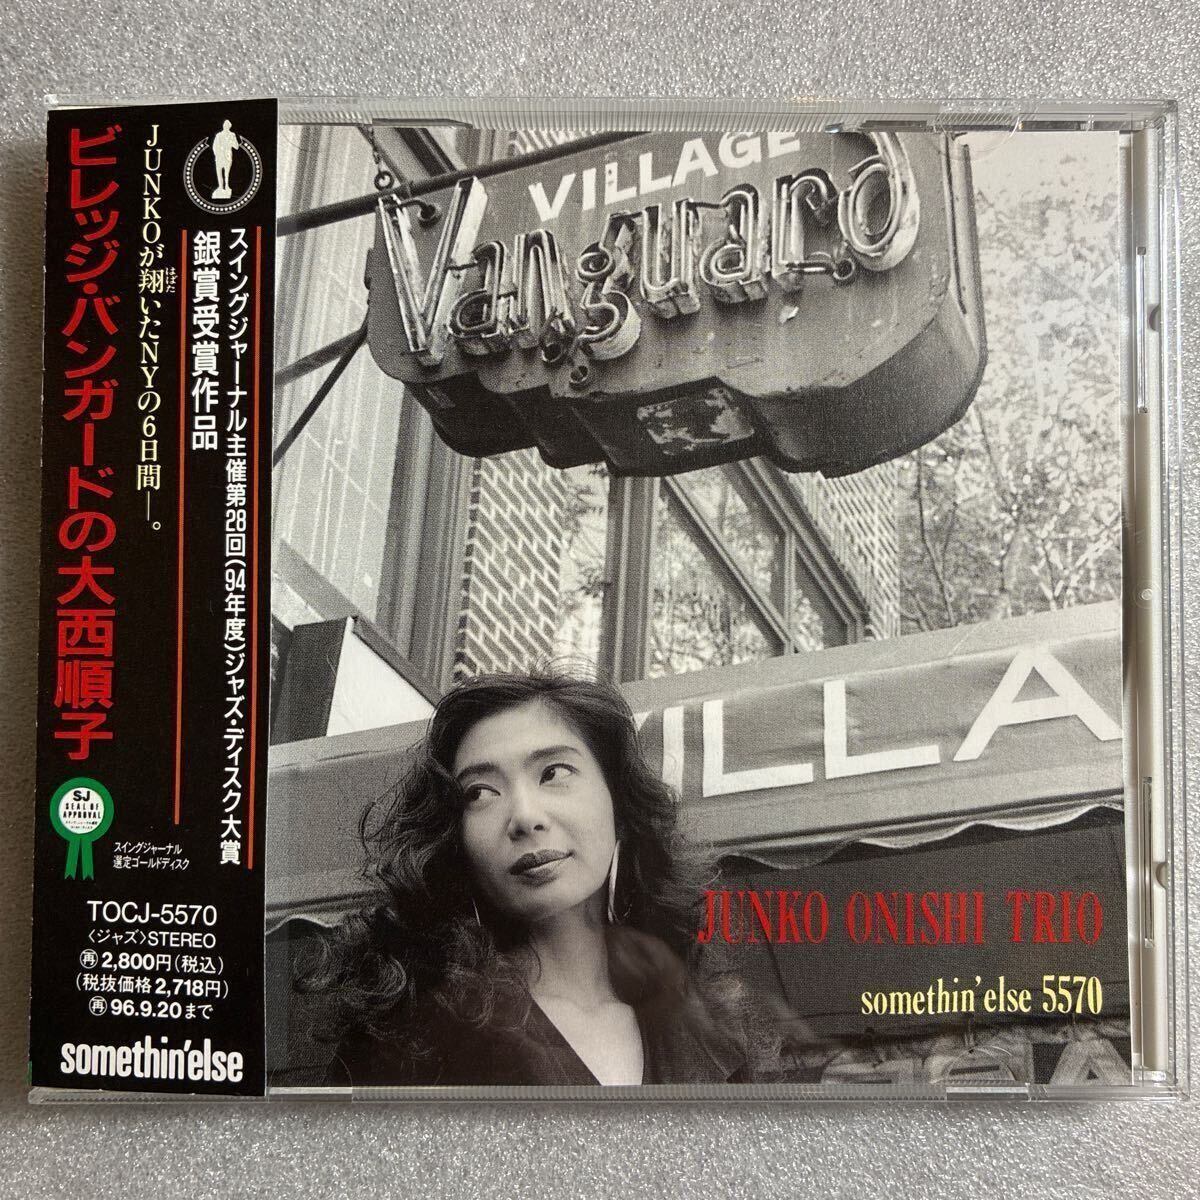 ビレッジ・バンガードの大西順子
JUNKOが翔いたNYの6日間―。
はばた
スイングジャーナル主催第28回(94年度)ジャズ・ディスク大賞
銀賞受賞作品
SJ
SEAL OF
APPROVAL
スイングジャーナル
選定ゴールドディスク
TOCJ-5570
〈ジャズ〉STEREO
再2,800円(税込)
(税抜価格2,718円)
再96.9.20まで
somethin'else
VILLAGE
Vanguard
VILLA
JUNKO ONISHI TRIO
somethin'else 5570